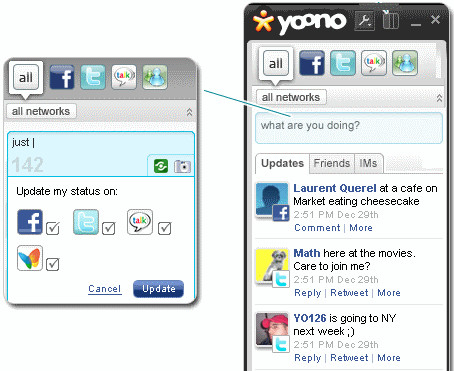 all
talk
all networks
just |
142
Update my status on:
talk
Cancel
Update
yoono
all
talk
all networks
what are you doing?
Updates
Friends
IMs
Laurent Querel at a cafe on
Market eating cheesecake
2:51 PM Dec 29th
Comment | More
Math here at the movies.
Care to join me?
2:51 PM Dec 29th
Reply | Retweet | More
YO126 is going to NY
next week ;)
2:51 PM Dec 29th
Reply | Retweet | More